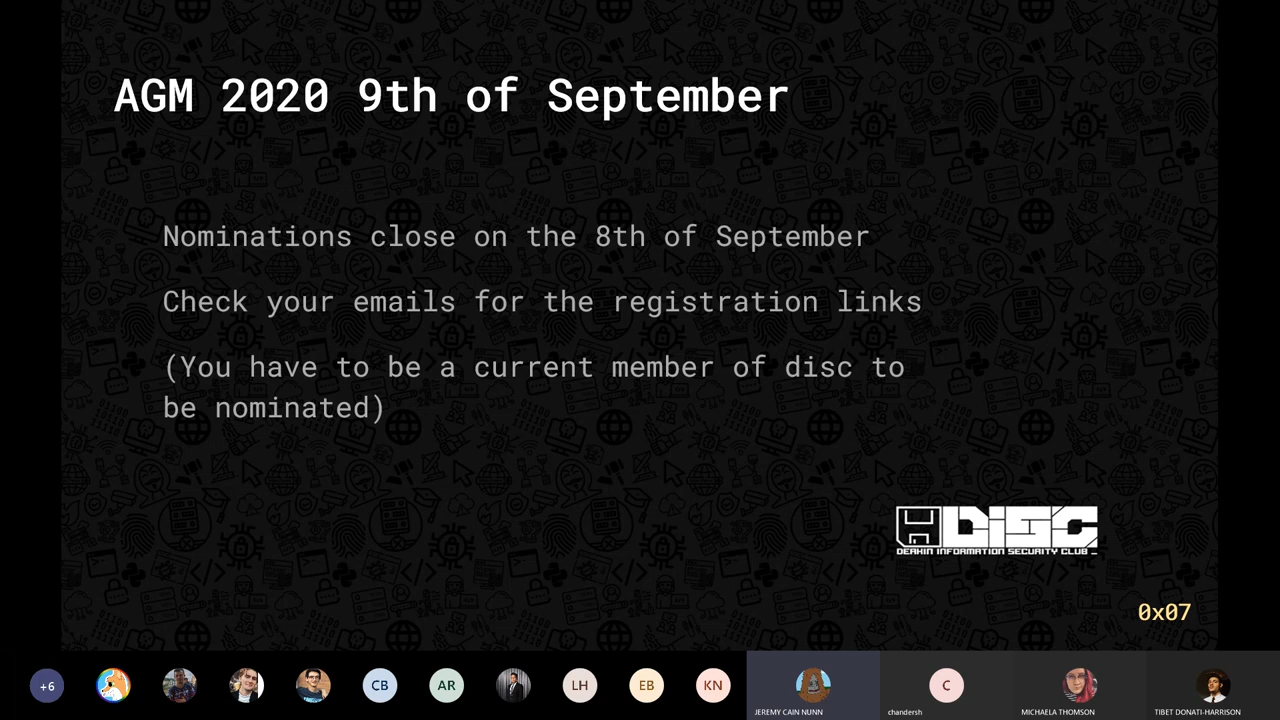 AGM 2020 9th of September
Nominations close on the 8th of September
Check your emails for the registration links
(You have to be a current member of disc to
be nominated)
DISC
DEAKIN INFORMATION SECURITY CLUB _
0x07
+6
CB
AR
LH
EB
KN
JEREMY CAIN NUNN
C
chandersh
MICHAELA THOMSON
TIBET DONATI-HARRISON